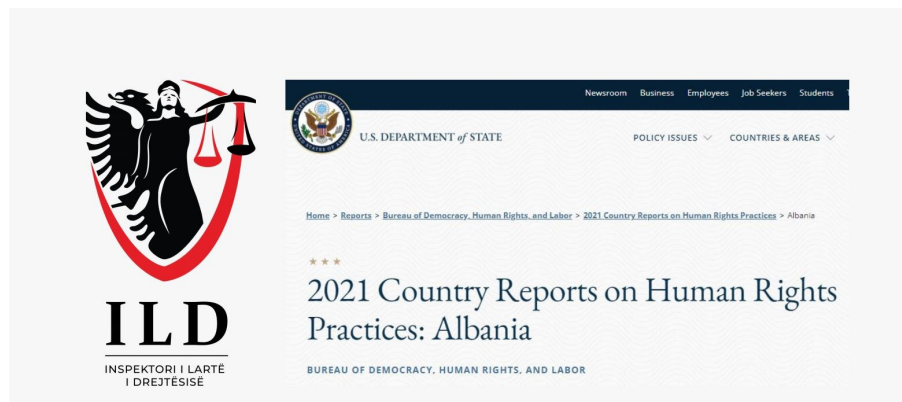 ILD
INSPEKTORI I LARTË
I DREJTËSISË
Newsroom Business Employees Job Seekers Students
U.S. DEPARTMENT of STATE
POLICY ISSUES COUNTRIES & AREAS
Home > Reports > Bureau of Democracy, Human Rights, and Labor > 2021 Country Reports on Human Rights Practices > Albania
2021 Country Reports on Human Rights
Practices: Albania
BUREAU OF DEMOCRACY, HUMAN RIGHTS, AND LABOR